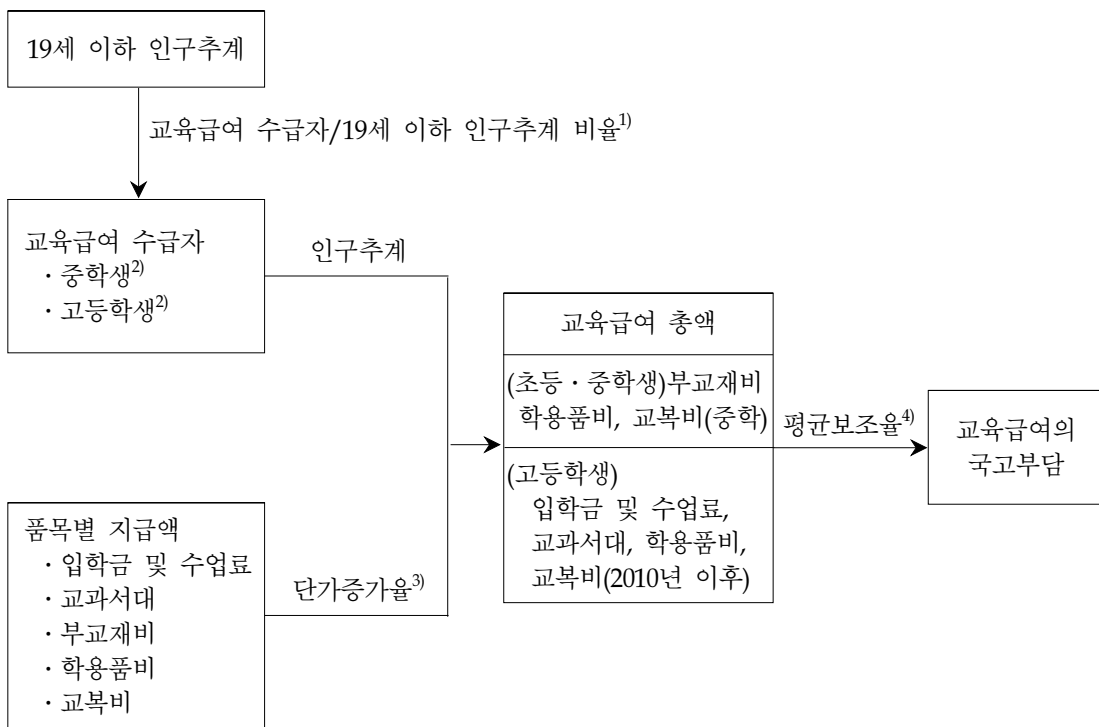 19세 이하 인구추계
교육급여 수급자/19세 이하 인구추계 비율1)
교육급여 수급자
· 중학생2)
· 고등학생2)
인구추계
교육급여 총액
(초등·중학생)부교재비
학용품비, 교복비(중학)
(고등학생)
입학금 및 수업료,
교과서대, 학용품비,
교복비(2010년 이후)
평균보조율4)
교육급여의
국고부담
품목별 지급액
· 입학금 및 수업료
· 교과서대
· 부교재비
· 학용품비
· 교복비
단가증가율3)